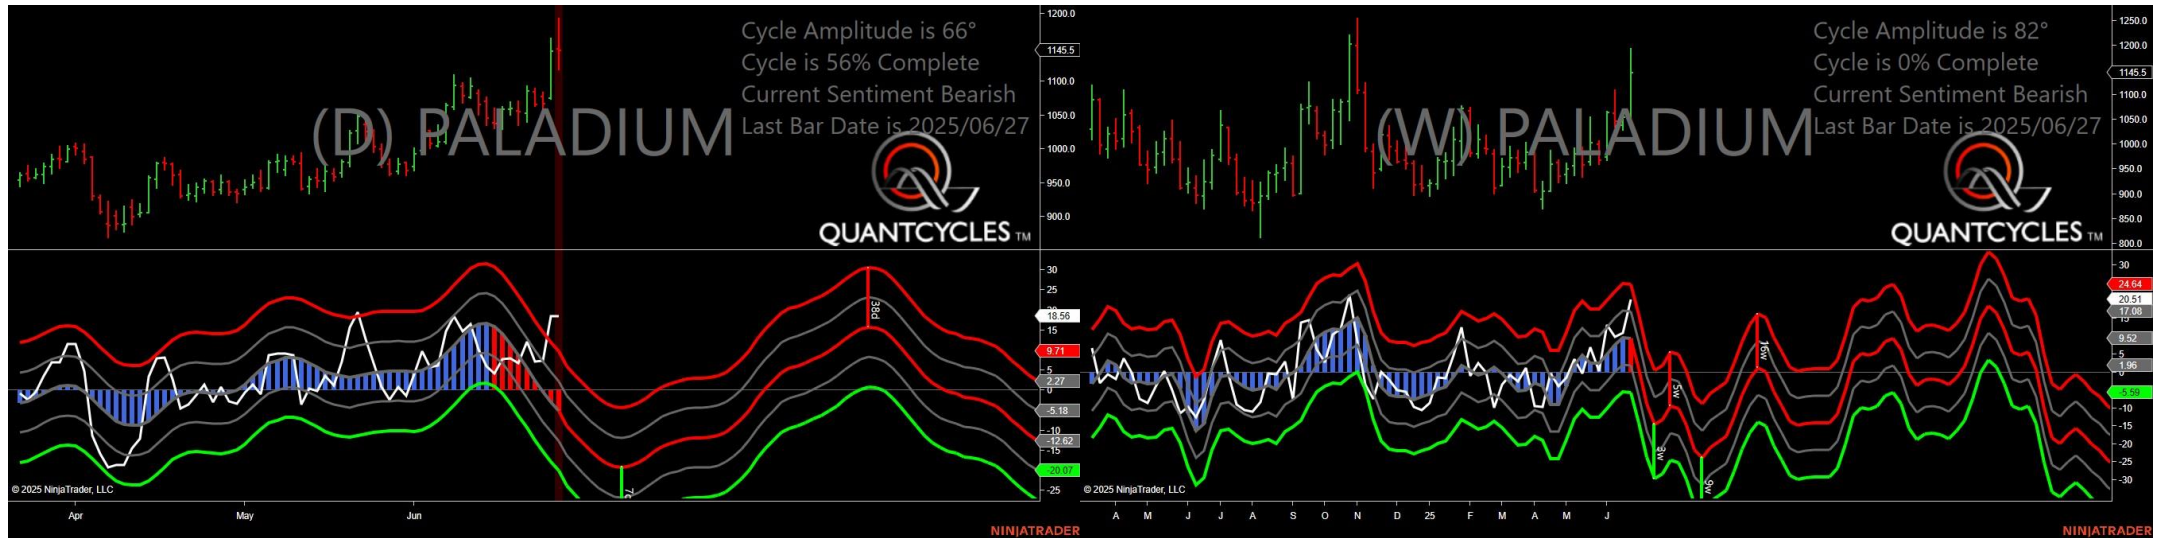 Cycle Amplitude is 66°
Cycle is 56% Complete
Current Sentiment Bearish
Last Bar Date is 2025/06/27
(D) PALADIUM
QUANTCYCLES TM
1200.0
1145.5
1100.0
1050.0
1000.0
950.0
900.0
30
25
18.56
15
9.71
5
2.27
0
-5.18
-10
-12.62
-15
-20.07
-25
38d
© 2025 NinjaTrader, LLC
Apr
May
Jun
NINJATRADER
Cycle Amplitude is 82°
Cycle is 0% Complete
Current Sentiment Bearish
Last Bar Date is 2025/06/27
(W) PALADIUM
QUANTCYCLES TM
1250.0
1200.0
1145.5
1100.0
1050.0
1000.0
950.0
900.0
850.0
800.0
30
24.64
20.51
17.08
9.52
5
1.96
-5.59
-10
-15
-20
-25
-30
16w
5w
9w
© 2025 NinjaTrader, LLC
A M J J A S O N D 25 F M A M J
NINJATRADER